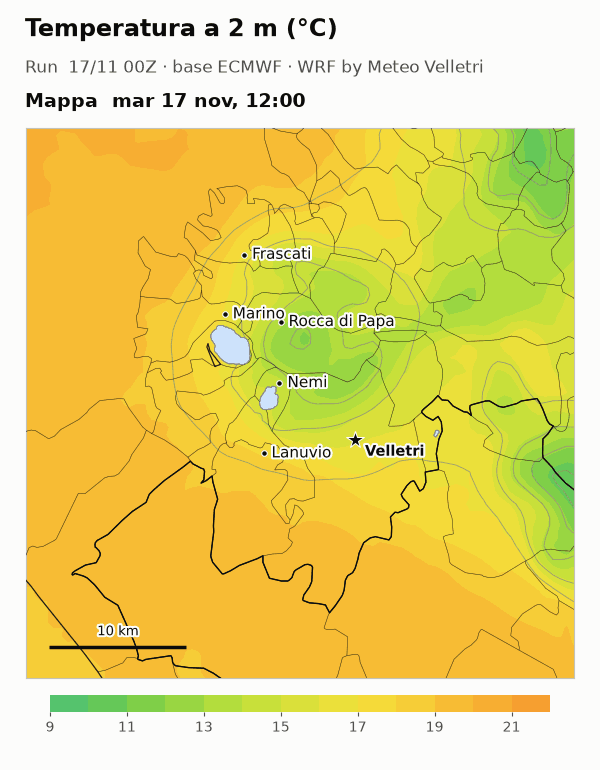 Temperatura a 2 m (°C)
Run  17/11 00Z · base ECMWF · WRF by Meteo Velletri
Mappa  mar 17 nov, 12:00
Frascati
Marino
Rocca di Papa
Nemi
Velletri
Lanuvio
10 km
9 11 13 15 17 19 21